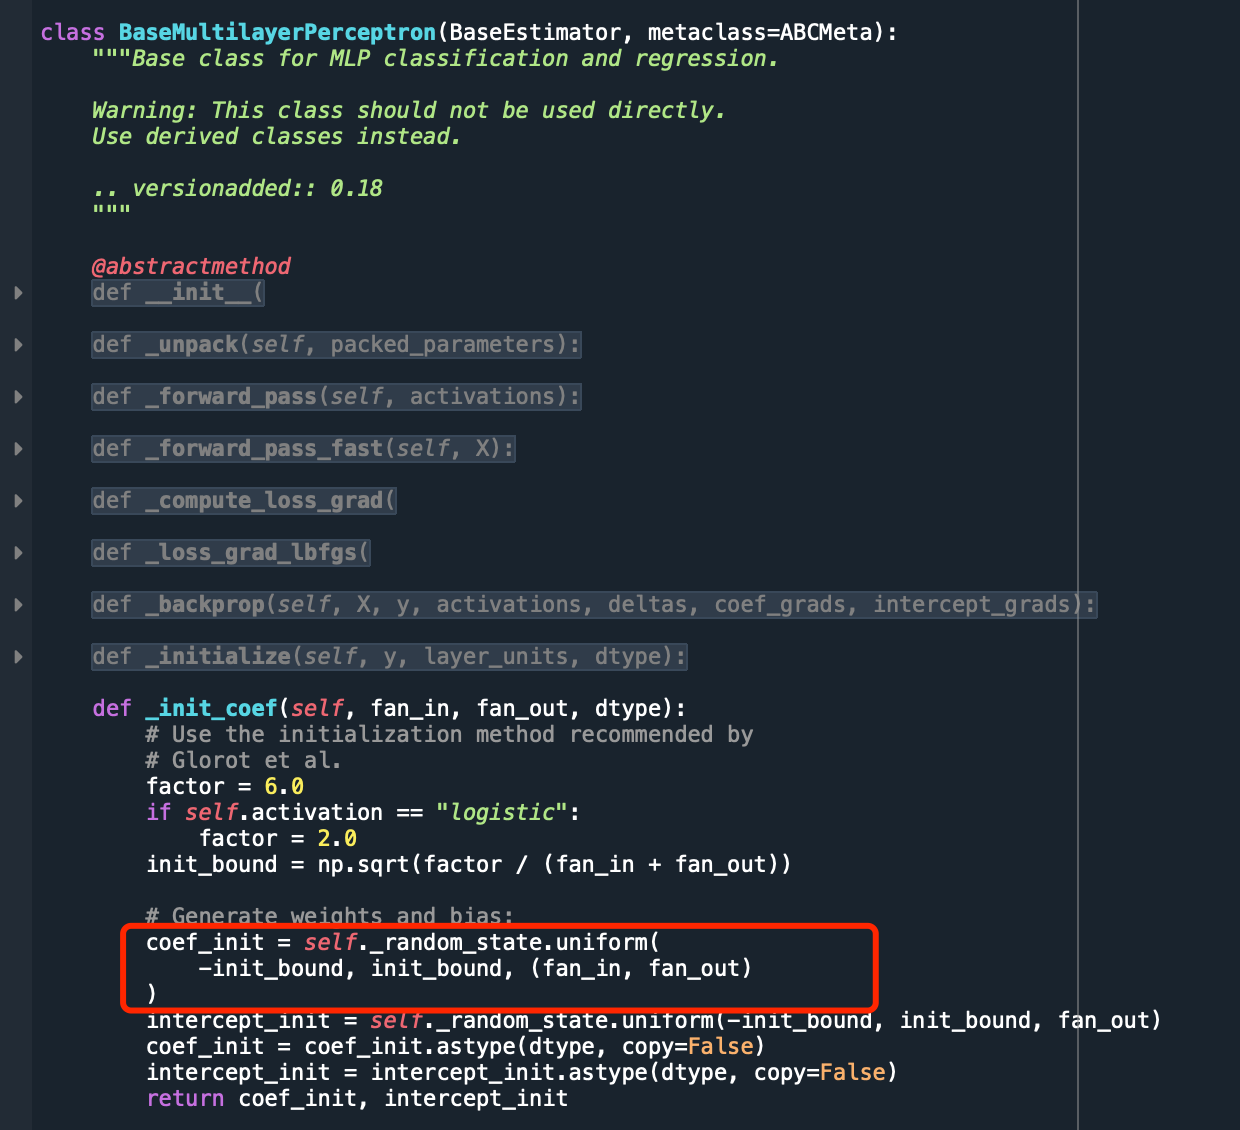 class BaseMultilayerPerceptron(BaseEstimator, metaclass=ABCMeta):
"""Base class for MLP classification and regression.
Warning: This class should not be used directly.
Use derived classes instead.
.. versionadded:: 0.18
"""
@abstractmethod
def __init__(
def _unpack(self, packed_parameters):
def _forward_pass(self, activations):
def _forward_pass_fast(self, X):
def _compute_loss_grad(
def _loss_grad_lbfgs(
def _backprop(self, X, y, activations, deltas, coef_grads, intercept_grads):
def _initialize(self, y, layer_units, dtype):
def _init_coef(self, fan_in, fan_out, dtype):
# Use the initialization method recommended by
# Glorot et al.
factor = 6.0
if self.activation == "logistic":
factor = 2.0
init_bound = np.sqrt(factor / (fan_in + fan_out))
# Generate weights and bias:
coef_init = self._random_state.uniform(
-init_bound, init_bound, (fan_in, fan_out)
)
intercept_init = self._random_state.uniform(-init_bound, init_bound, fan_out)
coef_init = coef_init.astype(dtype, copy=False)
intercept_init = intercept_init.astype(dtype, copy=False)
return coef_init, intercept_init